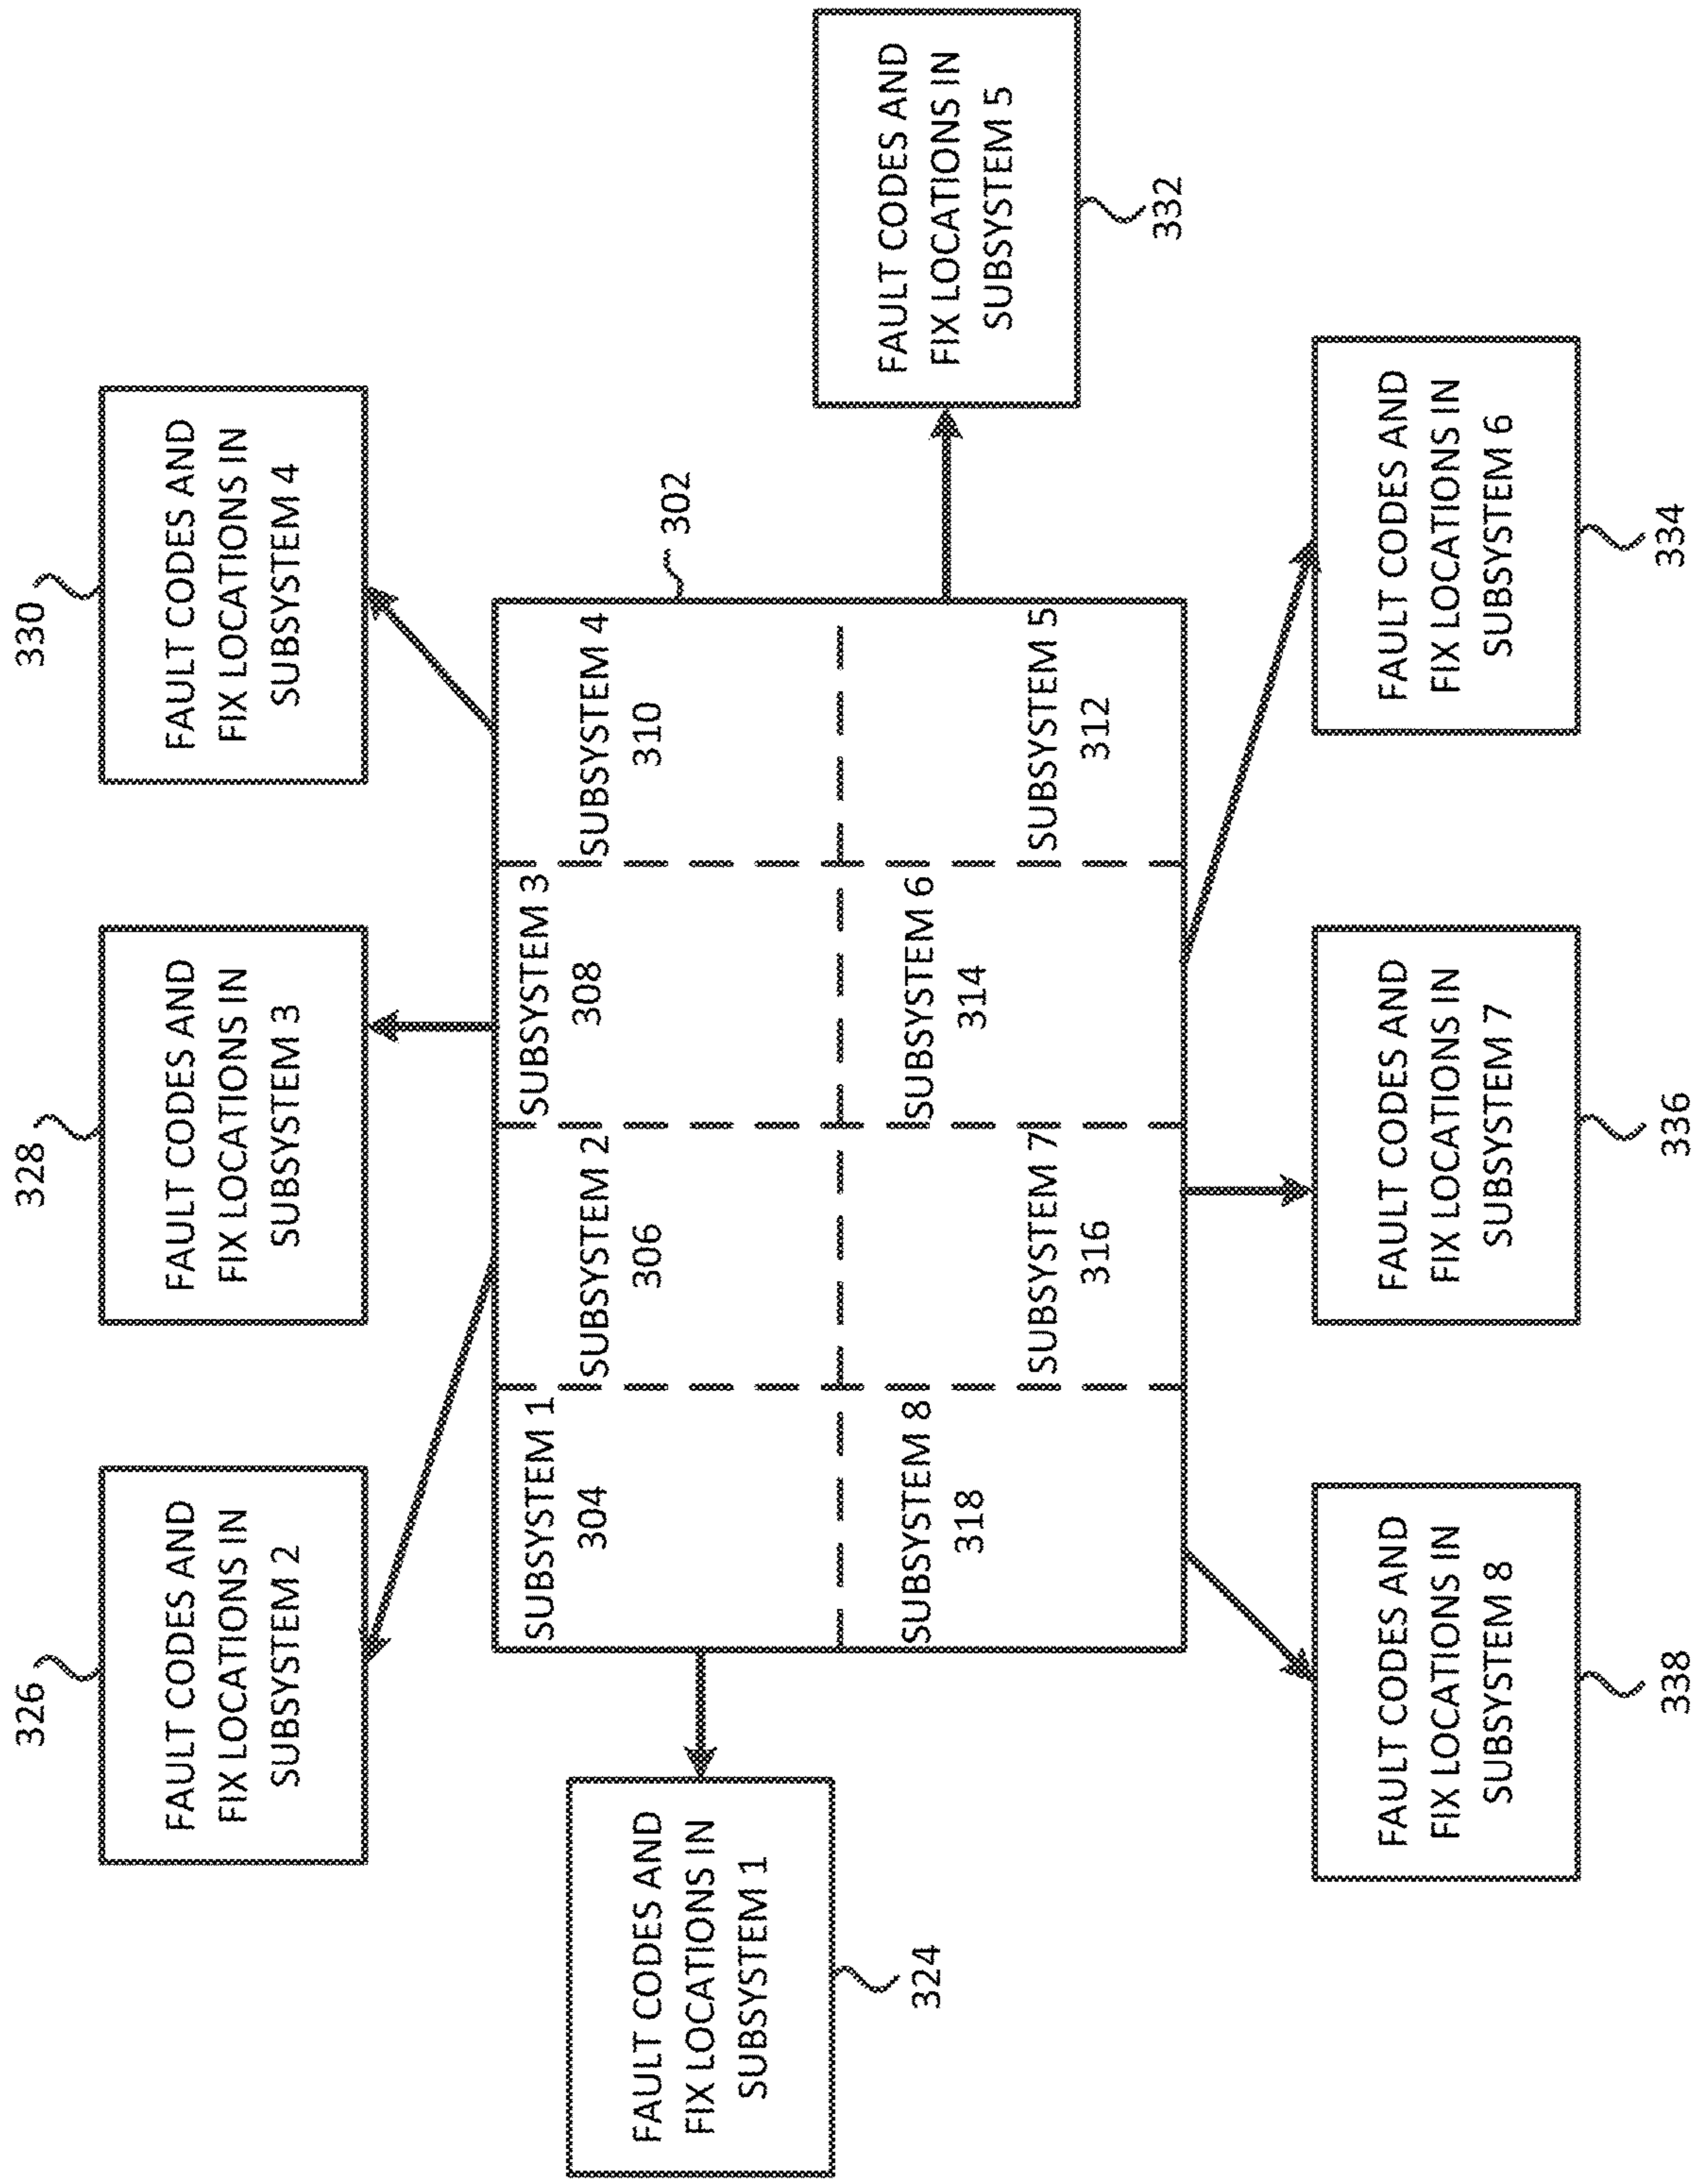 326
FAULT CODES AND
FIX LOCATIONS IN
SUBSYSTEM 2
328
FAULT CODES AND
FIX LOCATIONS IN
SUBSYSTEM 3
330
FAULT CODES AND
FIX LOCATIONS IN
SUBSYSTEM 4
302
FAULT CODES AND
FIX LOCATIONS IN
SUBSYSTEM 1
324
SUBSYSTEM 1
304
SUBSYSTEM 2
306
SUBSYSTEM 3
308
SUBSYSTEM 4
310
SUBSYSTEM 8
318
SUBSYSTEM 7
316
SUBSYSTEM 6
314
SUBSYSTEM 5
312
FAULT CODES AND
FIX LOCATIONS IN
SUBSYSTEM 5
332
FAULT CODES AND
FIX LOCATIONS IN
SUBSYSTEM 8
338
FAULT CODES AND
FIX LOCATIONS IN
SUBSYSTEM 7
336
FAULT CODES AND
FIX LOCATIONS IN
SUBSYSTEM 6
334